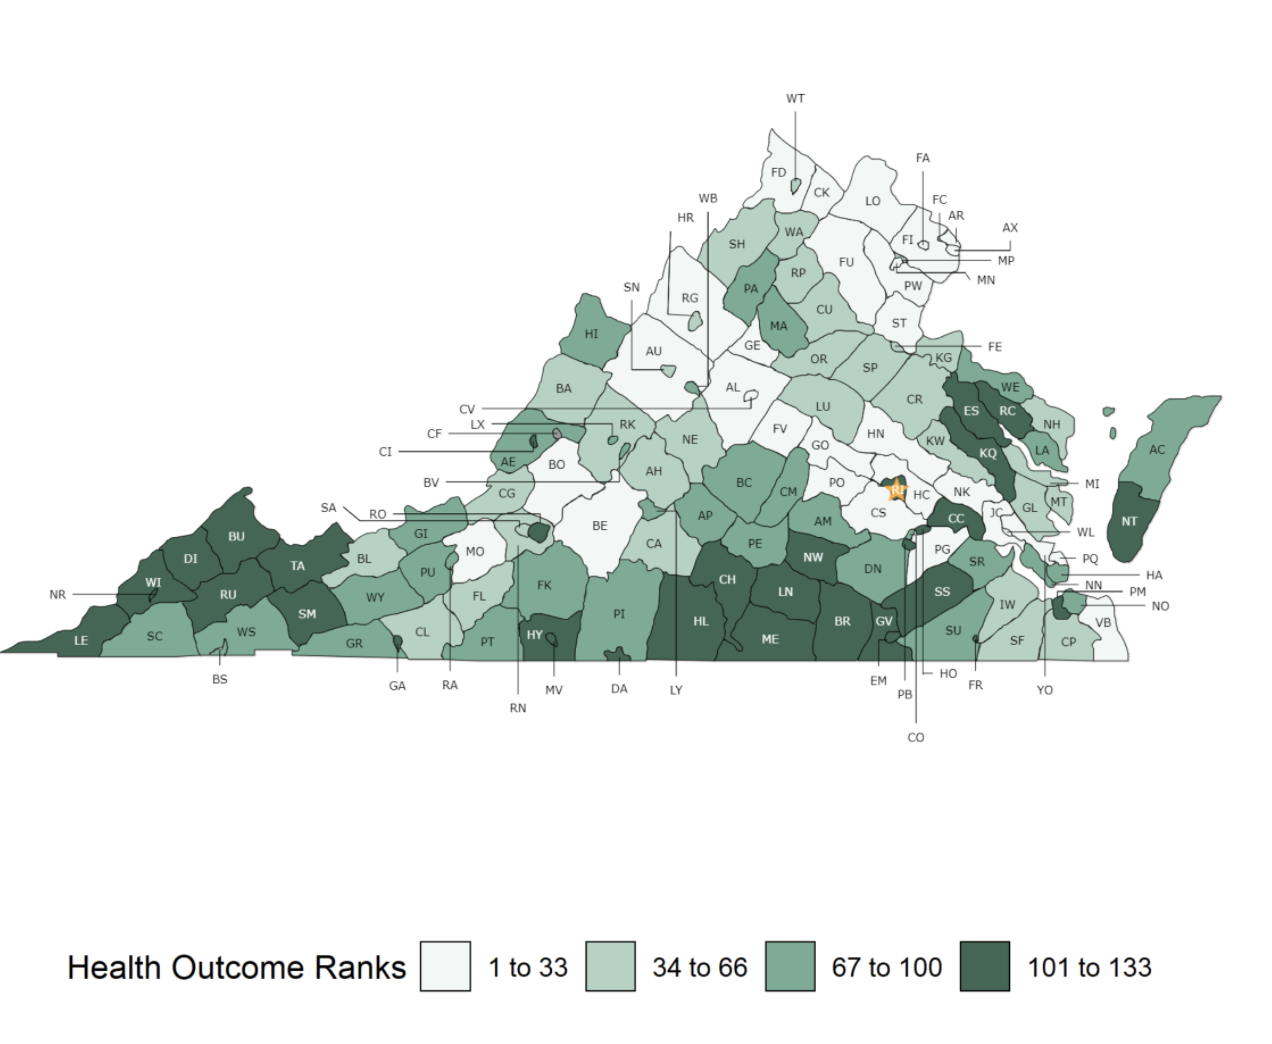 WT
FA
FD
CK
WB
LO
FC
HR
AR
AX
FI
WA
SH
MP
FU
RP
MN
SN
PA
PW
RG
CU
ST
MA
HI
GE
FE
AU
OR
KG
SP
BA
AL
WE
CR
LU
ES
RC
CV
LX
RK
NH
CF
FV
HN
NE
KW
GO
LA
AC
CI
KQ
AE
BO
AH
BV
BC
PO
MI
CM
RI
NK
CG
HC
MT
SA
RO
GL
CS
JC
AP
AM
CC
NT
BE
WL
GI
BU
CA
PE
MO
PG
DI
BL
NW
PQ
TA
SR
DN
PU
HA
WI
FK
CH
NN
NR
RU
WY
FL
LN
SS
PM
IW
NO
SM
PI
HL
BR
GV
VB
SC
WS
CL
HY
SU
LE
GR
PT
ME
SF
CP
BS
HO
EM
GA
RA
FR
MV
DA
LY
PB
YO
RN
CO
Health Outcome Ranks 1 to 33 34 to 66 67 to 100 101 to 133